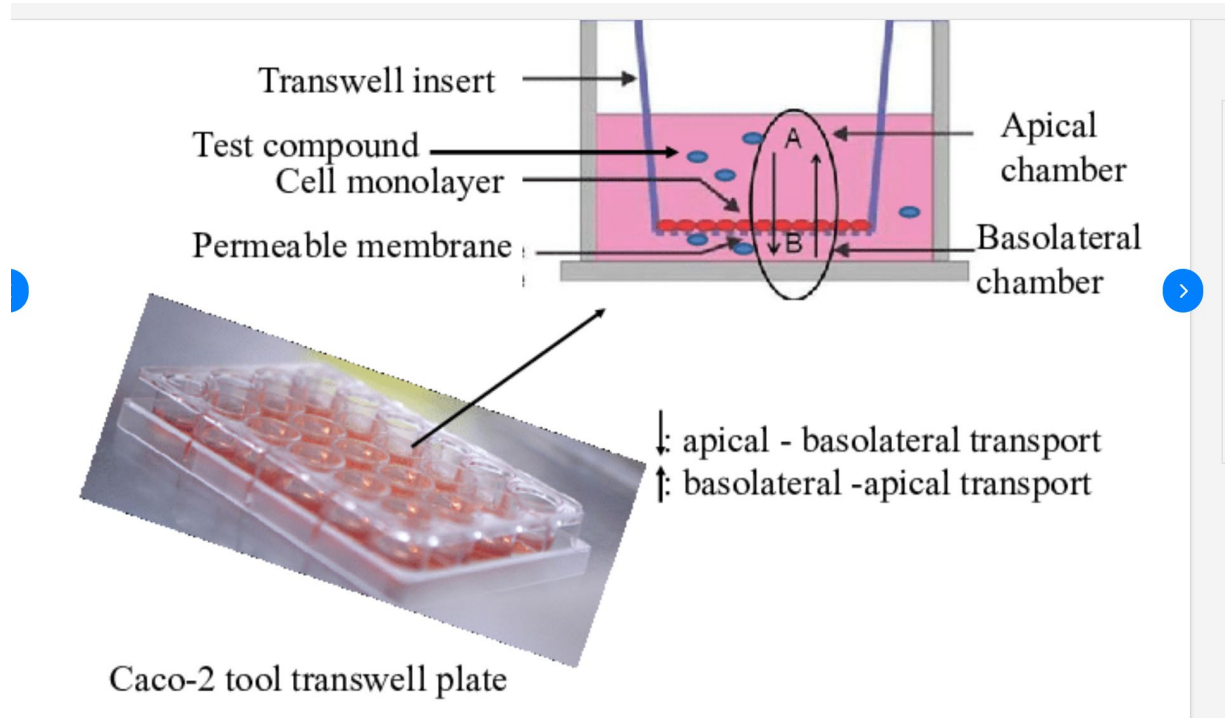 Transwell insert
Test compound
Cell monolayer
Permeable membrane
A
B
Apical
chamber
Basolateral
chamber
: apical - basolateral transport
: basolateral -apical transport
Caco-2 tool transwell plate